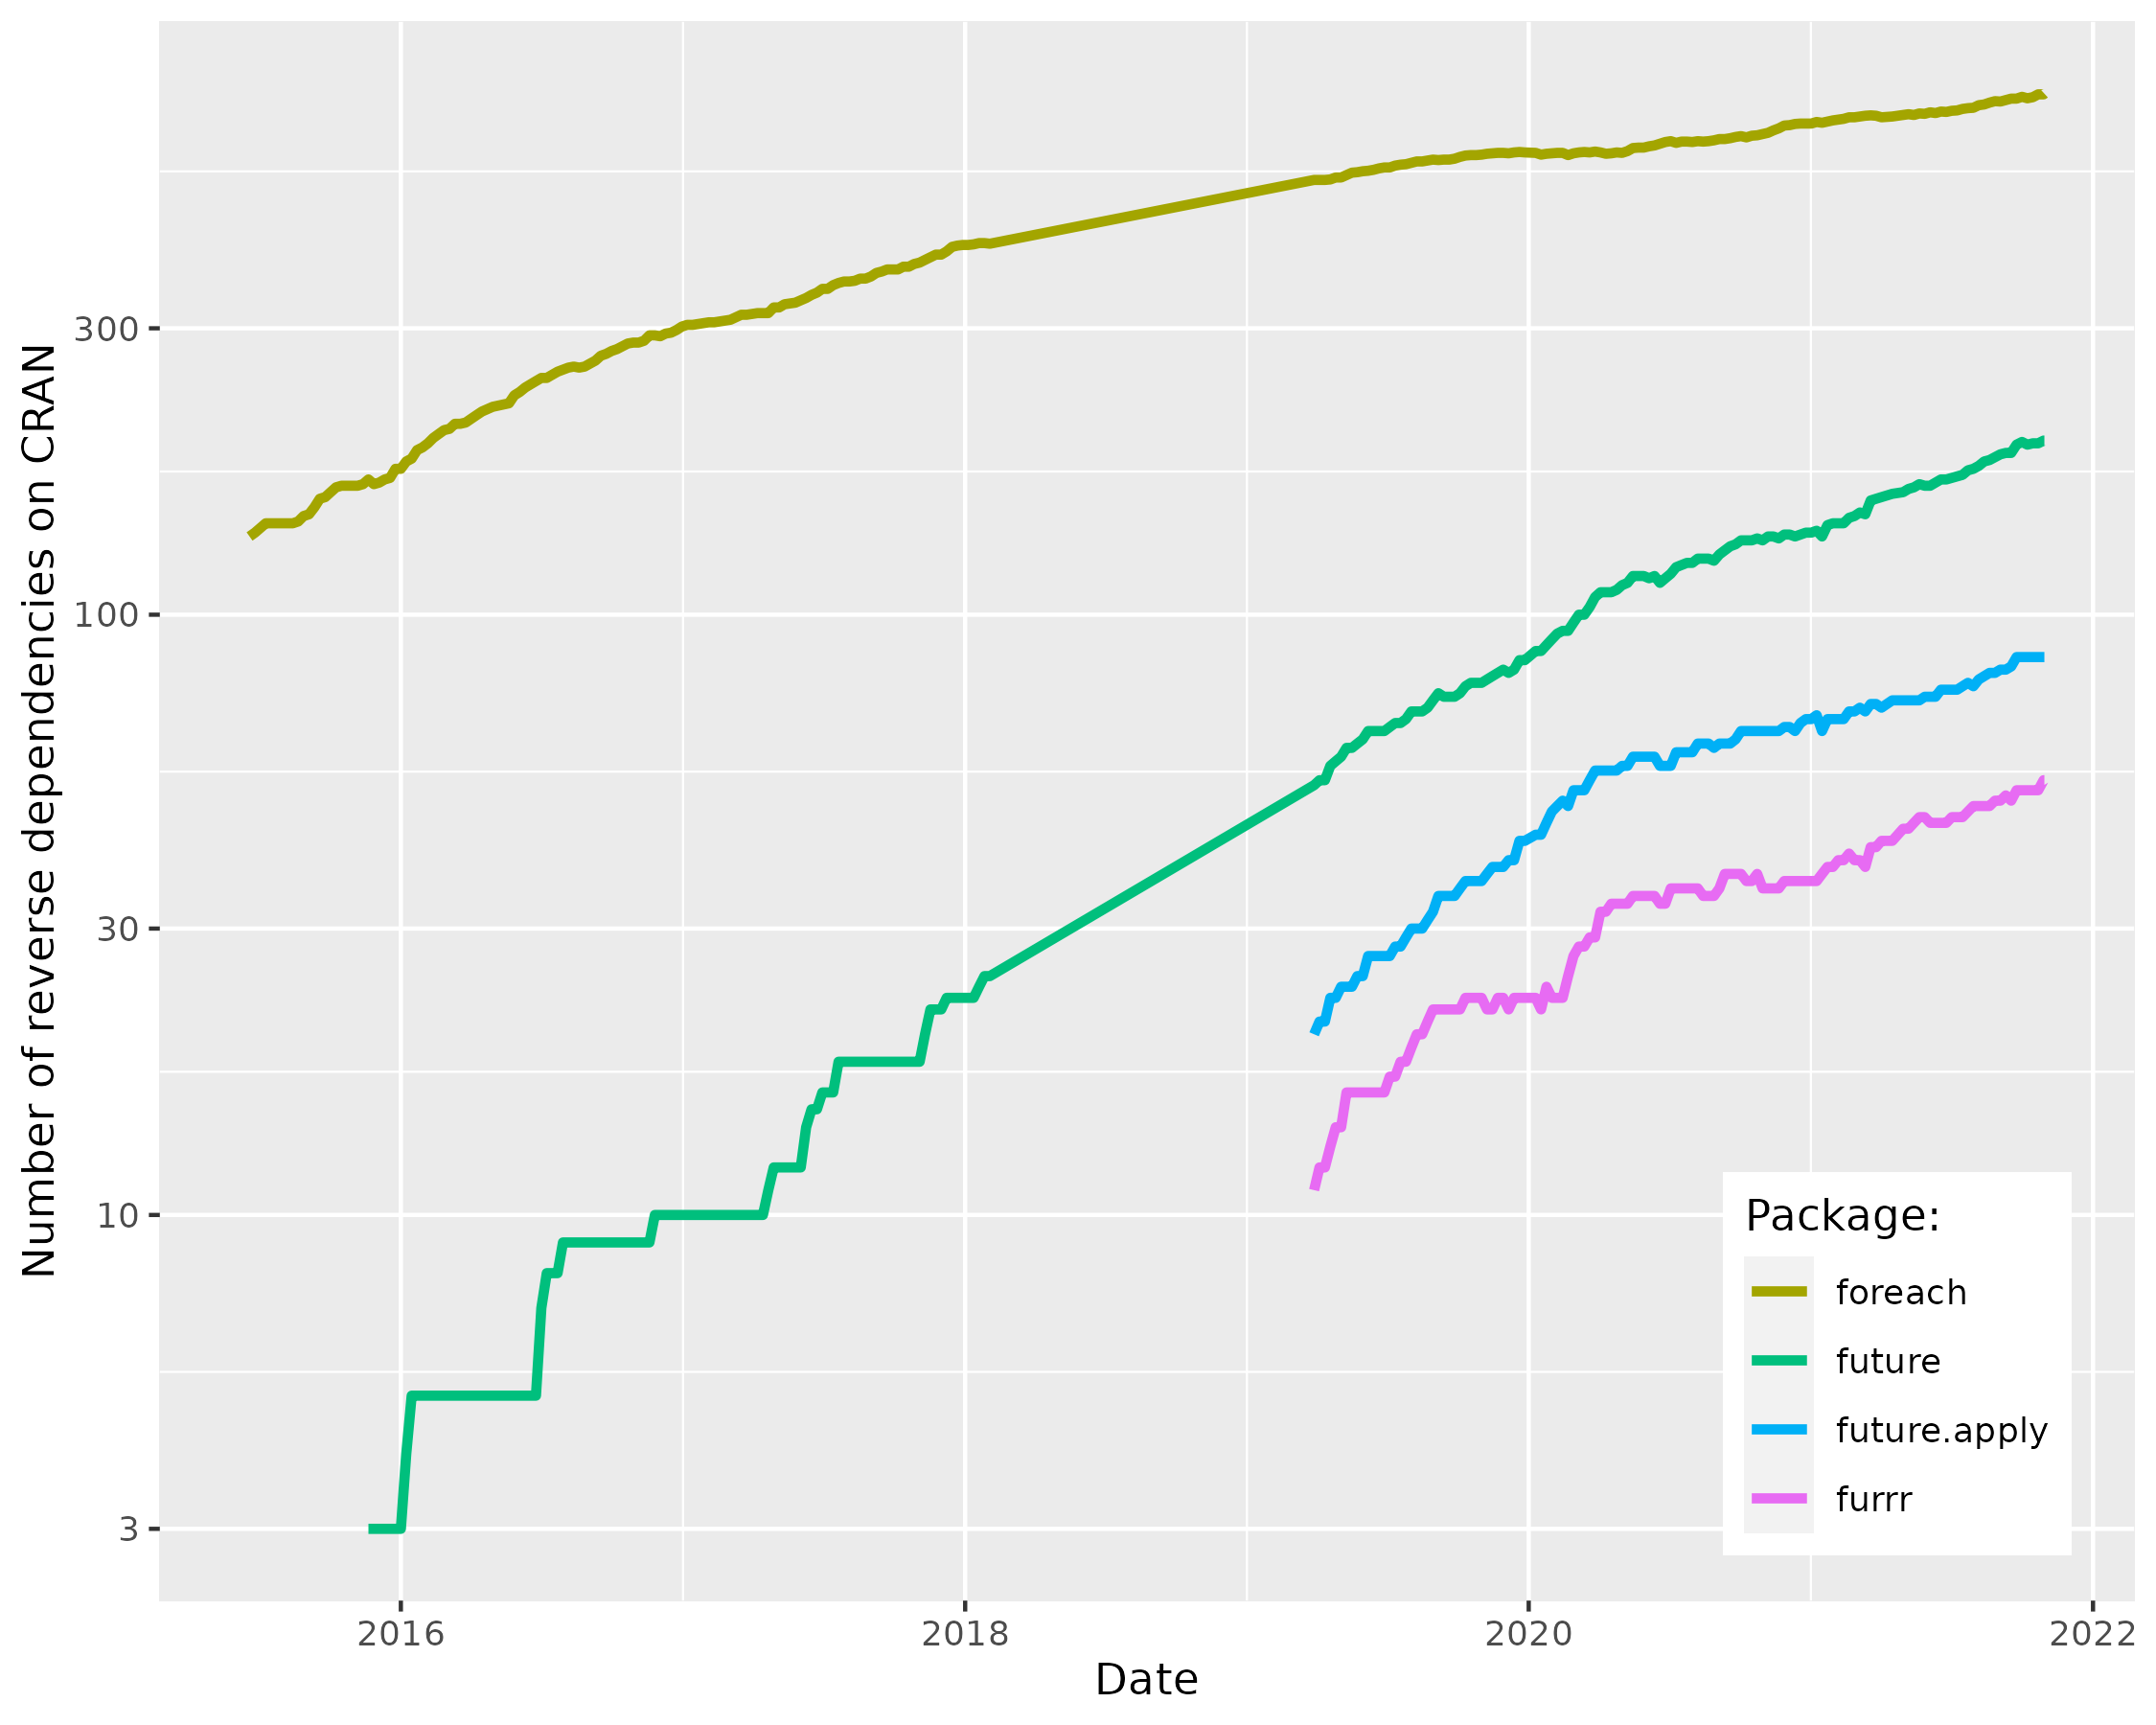 Number of reverse dependencies on CRAN
300
100
30
10
3
2016
2018
2020
2022
Date
Package:
foreach
future
future.apply
furrr